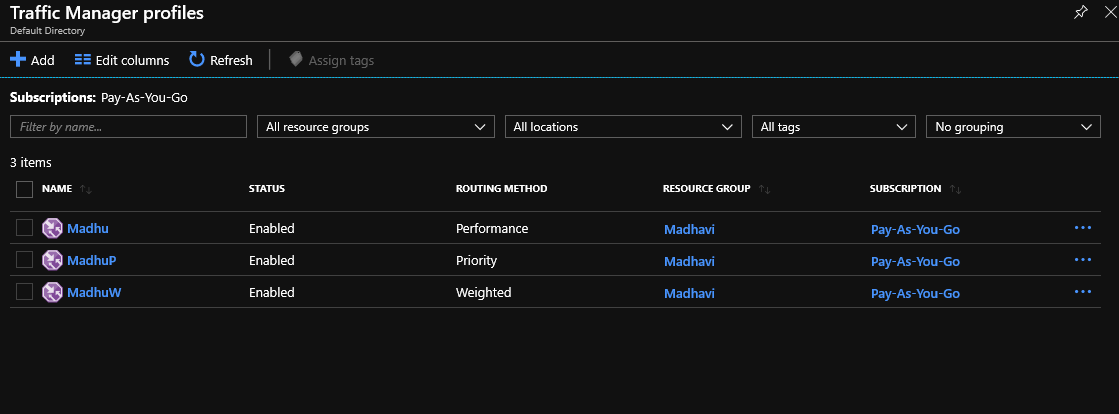 Traffic Manager profiles
Default Directory
Add Edit columns Refresh Assign tags
Subscriptions: Pay-As-You-Go
Filter by name... All resource groups All locations All tags No grouping
3 items
NAME STATUS ROUTING METHOD RESOURCE GROUP SUBSCRIPTION
Madhu Enabled Performance Madhavi Pay-As-You-Go
MadhuP Enabled Priority Madhavi Pay-As-You-Go
MadhuW Enabled Weighted Madhavi Pay-As-You-Go